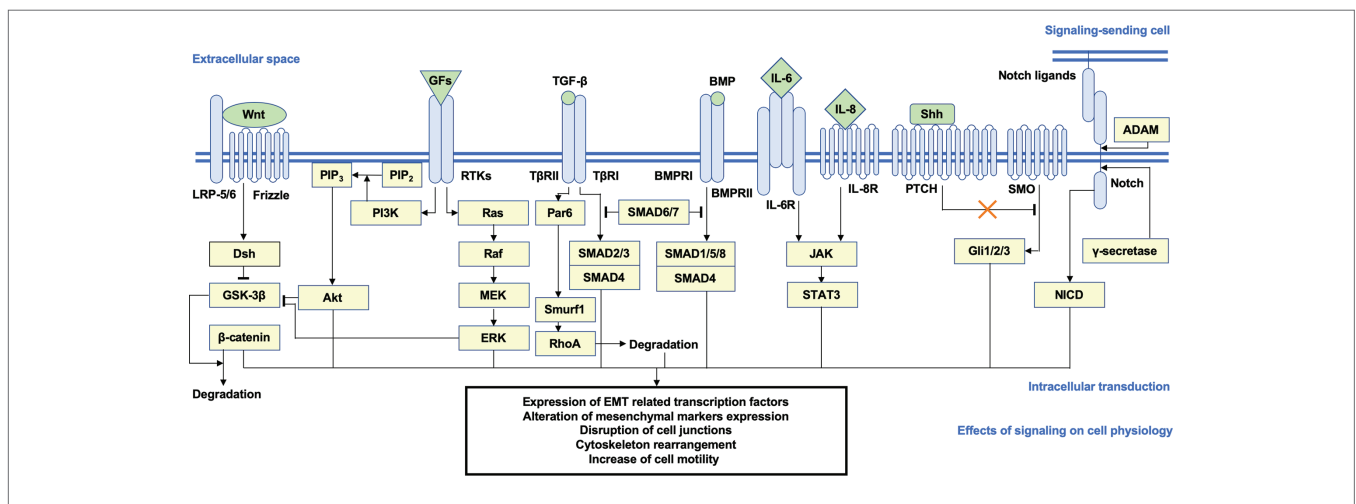 Signaling-sending cell
Extracellular space
GFs
TGF-β
BMP
IL-6
Notch ligands
Wnt
IL-8
Shh
ADAM
PIP3
PIP2
LRP-5/6
Frizzle
RTKs
TβRII
TβRI
BMPRI
BMPRII
IL-6R
IL-8R
PTCH
SMO
Notch
PI3K
Ras
Par6
SMAD6/7
Dsh
Raf
SMAD2/3
SMAD4
SMAD1/5/8
SMAD4
JAK
Gli1/2/3
γ-secretase
GSK-3β
Akt
MEK
Smurf1
STAT3
NICD
β-catenin
ERK
RhoA
Degradation
Degradation
Intracellular transduction
Expression of EMT related transcription factors
Alteration of mesenchymal markers expression
Disruption of cell junctions
Cytoskeleton rearrangement
Increase of cell motility
Effects of signaling on cell physiology